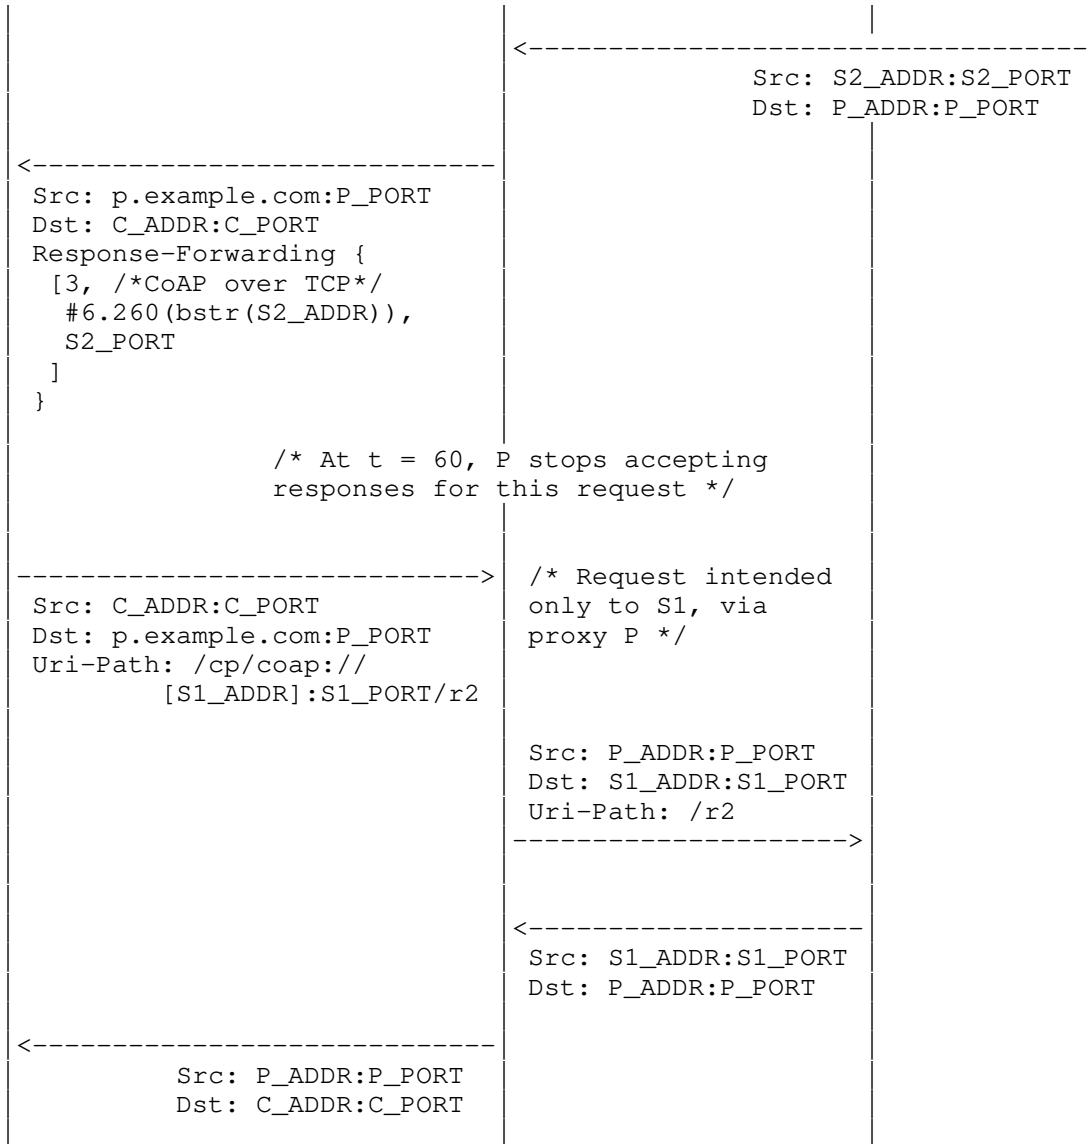 Src: S2_ADDR:S2_PORT
Dst: P_ADDR:P_PORT
Src: p.example.com:P_PORT
Dst: C_ADDR:C_PORT
Response-Forwarding {
[3, /*CoAP over TCP*/
#6.260(bstr(S2_ADDR)),
S2_PORT
]
}
/* At t = 60, P stops accepting
responses for this request */
/* Request intended
only to S1, via
proxy P */
Src: C_ADDR:C_PORT
Dst: p.example.com:P_PORT
Uri-Path: /cp/coap://
[S1_ADDR]:S1_PORT/r2
Src: P_ADDR:P_PORT
Dst: S1_ADDR:S1_PORT
Uri-Path: /r2
Src: S1_ADDR:S1_PORT
Dst: P_ADDR:P_PORT
Src: P_ADDR:P_PORT
Dst: C_ADDR:C_PORT